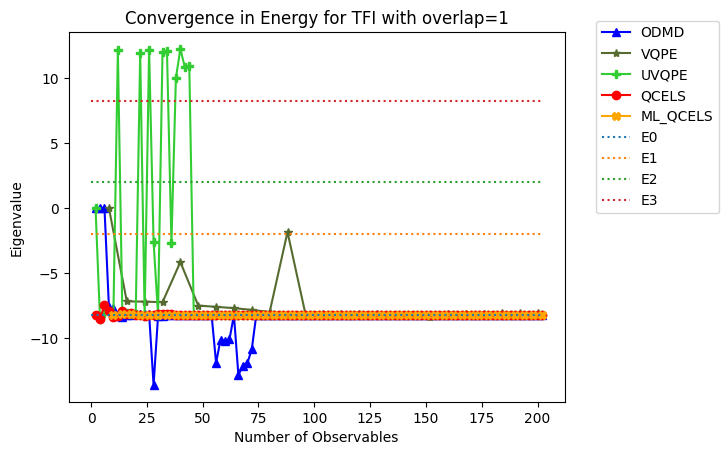 Convergence in Energy for TFI with overlap=1
Eigenvalue
10
5
0
−5
−10
0
25
50
75
100
125
150
175
200
Number of Observables
ODMD
VQPE
UVQPE
QCELS
ML_QCELS
E0
E1
E2
E3